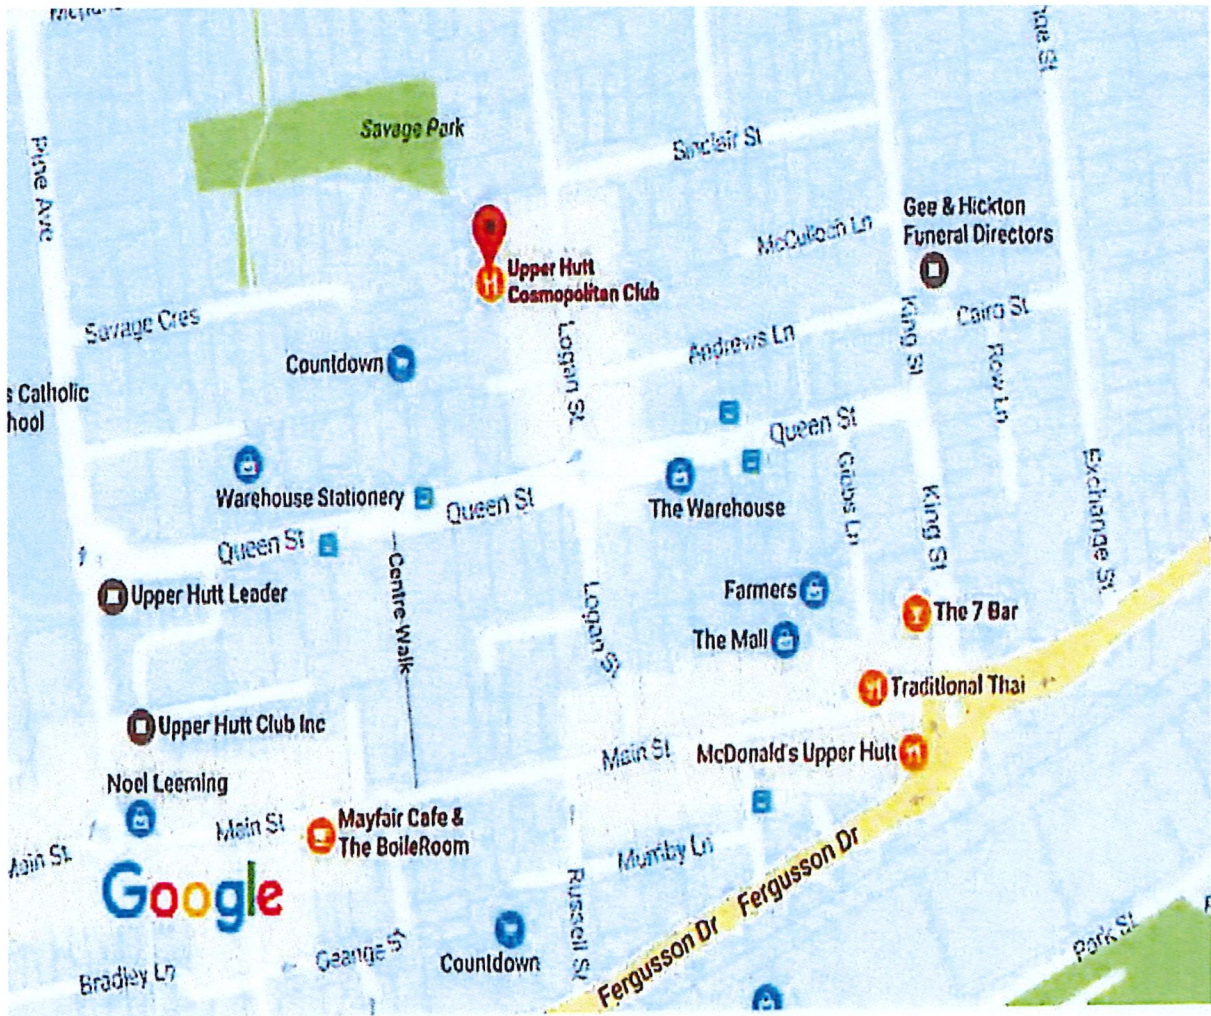 Pine Ave
Savage Park
Sinclair St
McCulloch Ln
Gee & Hickton
Funeral Directors
Upper Hutt
Cosmopolitan Club
Savage Cres
Logan St
Andrews Ln
King St
Cairo St
Row Ln
Countdown
s Catholic
hool
Queen St
Gibbs Ln
Exchange St
Warehouse Stationery
Queen St
The Warehouse
King St
Queen St
Centre Walk
Upper Hutt Leader
Logan St
Farmers
The 7 Bar
The Mall
Traditional Thai
Upper Hutt Club Inc
Main St
McDonald's Upper Hutt
Noel Leeming
Main St
Mayfair Cafe &
The BoileRoom
Main St
Mumby Ln
Fergusson Dr
Google
Russell St
Fergusson Dr
Park St
Geange St
Countdown
Bradley Ln